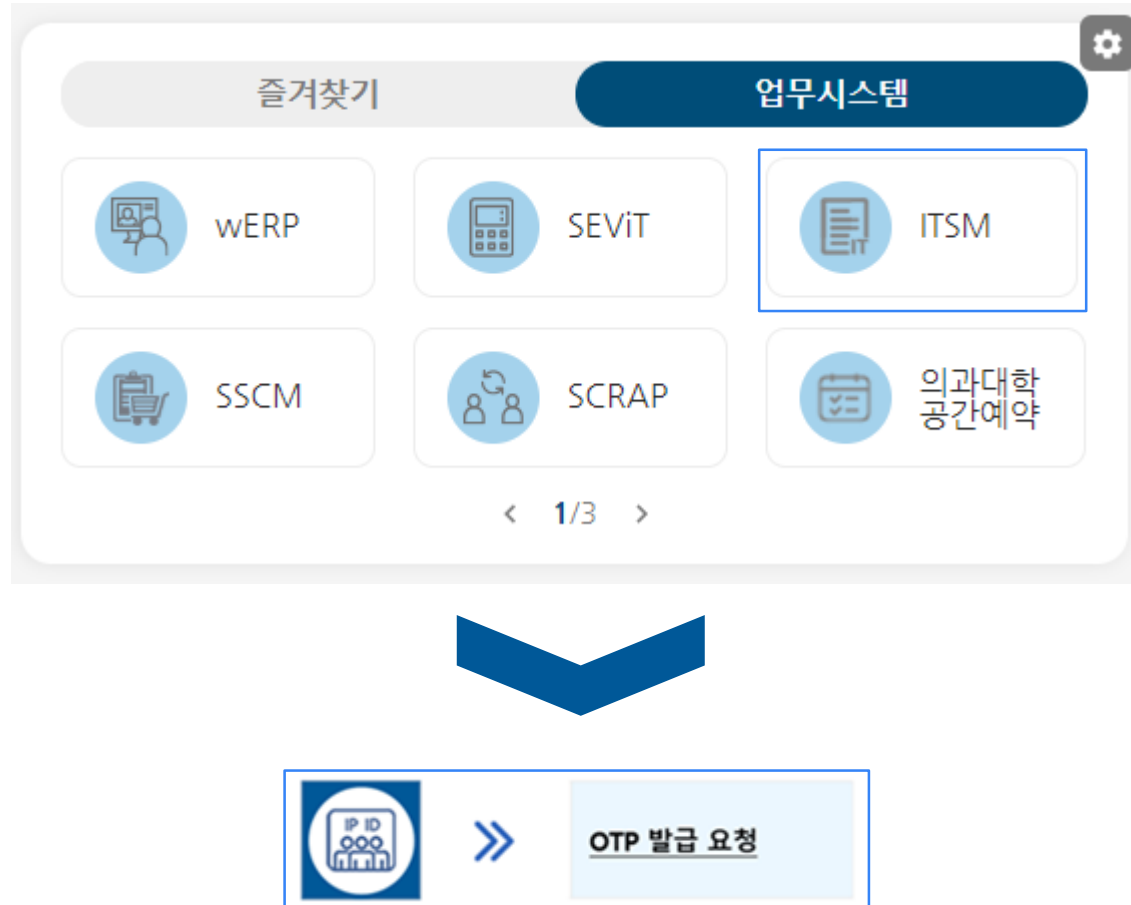 즐겨찾기
업무시스템
wERP
SEViT
IT
ITSM
SSCM
SCRAP
의과대학
공간예약
< 1/3 >
IP ID
OTP 발급 요청